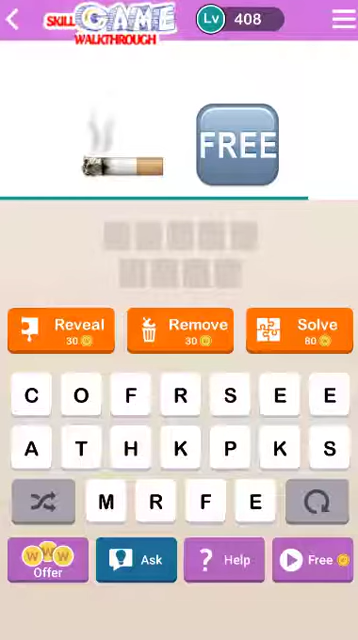 SKILL GAME
WALKTHROUGH
Lv 408
FREE
Reveal
30
Remove
30
Solve
80
C O F R S E E
A T H K P K S
M R F E
W W W
Offer
Ask
? Help
Free